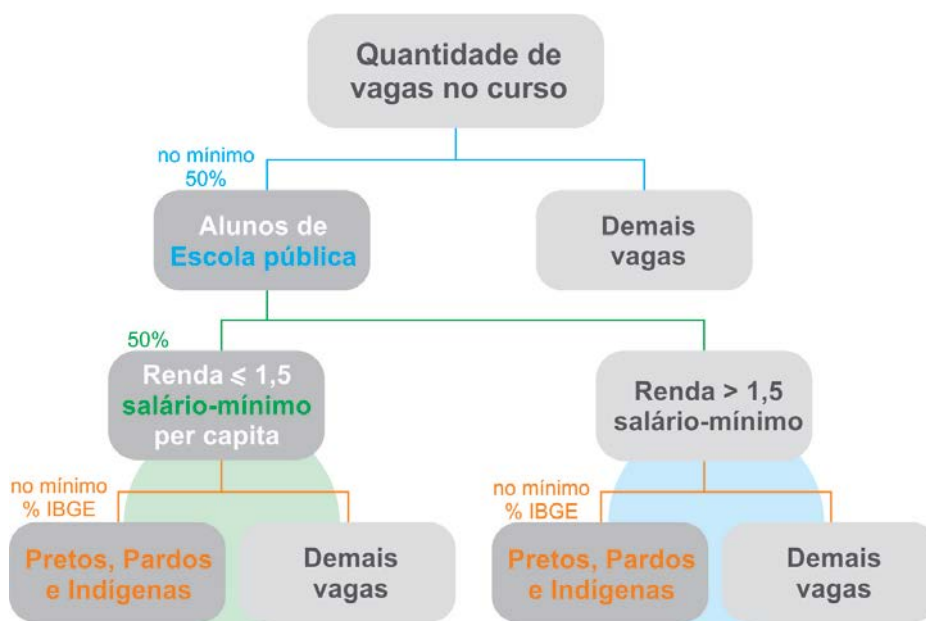 Quantidade de
vagas no curso
no mínimo
50%
Alunos de
Escola pública
Demais
vagas
50%
Renda ⩽ 1,5
salário-mínimo
per capita
Renda > 1,5
salário-mínimo
no mínimo
% IBGE
Pretos, Pardos
e Indígenas
Demais
vagas
no mínimo
% IBGE
Pretos, Pardos
e Indígenas
Demais
vagas